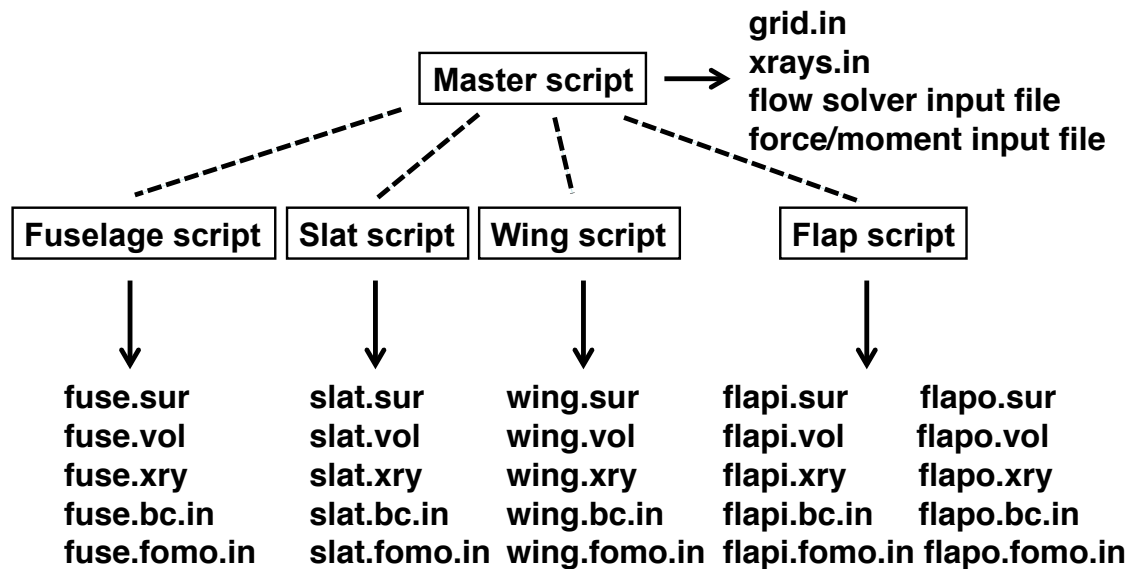 grid.in
xrays.in
Master script
flow solver input file
force/moment input file
Fuselage script
Slat script
Wing script
Flap script
fuse.sur
fuse.vol
fuse.xry
fuse.bc.in
fuse.fomo.in
slat.sur
slat.vol
slat.xry
slat.bc.in
slat.fomo.in
wing.sur
wing.vol
wing.xry
wing.bc.in
wing.fomo.in
flapi.sur
flapi.vol
flapi.xry
flapi.bc.in
flapi.fomo.in
flapo.sur
flapo.vol
flapo.xry
flapo.bc.in
flapo.fomo.in